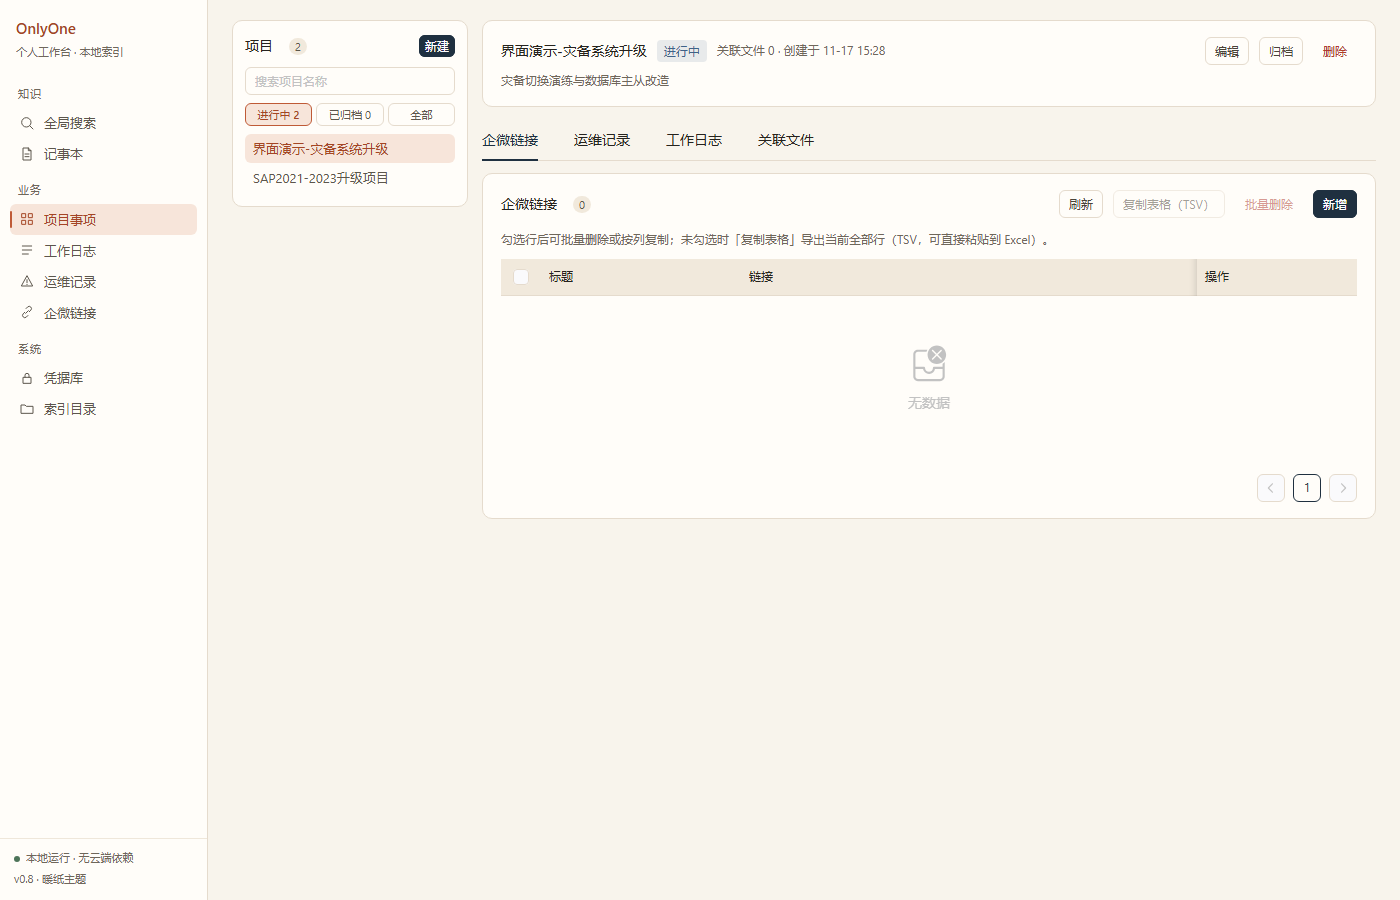 OnlyOne
个人工作台 · 本地索引
知识
全局搜索
记事本
业务
项目事项
工作日志
运维记录
企微链接
系统
凭据库
索引目录
本地运行 · 无云端依赖
v0.8 · 暖纸主题
项目 2 新建
搜索项目名称
进行中 2 已归档 0 全部
界面演示-灾备系统升级
SAP2021-2023升级项目
界面演示-灾备系统升级 进行中 关联文件 0 · 创建于 11-17 15:28 编辑 归档 删除
灾备切换演练与数据库主从改造
企微链接 运维记录 工作日志 关联文件
企微链接 0 刷新 复制表格（TSV） 批量删除 新增
勾选行后可批量删除或按列复制；未勾选时「复制表格」导出当前全部行（TSV，可直接粘贴到 Excel）。
标题 链接 操作
无数据
1